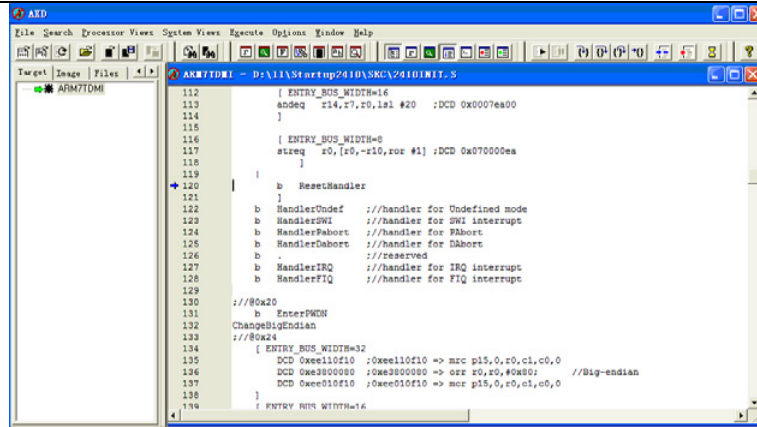 AXD
File Search Processor Views System Views Execute Options Window Help
Target Image Files
ARM7TDMI
ARM7TDMI - D:\11\Startup2410\SRC\2410INIT.S
112 [ ENTRY_BUS_WIDTH=16
113 andeq r14,r7,r0,lsl #20 ;DCD 0x0007ea00
114 ]
115
116 [ ENTRY_BUS_WIDTH=8
117 streq r0,[r0,-r10,ror #1] ;DCD 0x070000ea
118 ]
119 |
120 b ResetHandler
121 ]
122 b HandlerUndef ;//handler for Undefined mode
123 b HandlerSWI ;//handler for SWI interrupt
124 b HandlerPabort ;//handler for PAbort
125 b HandlerDabort ;//handler for DAbort
126 b . ;//reserved
127 b HandlerIRQ ;//handler for IRQ interrupt
128 b HandlerFIQ ;//handler for FIQ interrupt
129
130 ;//@0x20
131 b EnterPWDN
132 ChangeBigEndian
133 ;//@0x24
134 [ ENTRY_BUS_WIDTH=32
135 DCD 0xee110f10 ;0xee110f10 => mrc p15,0,r0,c1,c0,0
136 DCD 0xe3800080 ;0xe3800080 => orr r0,r0,#0x80; //Big-endian
137 DCD 0xee010f10 ;0xee010f10 => mcr p15,0,r0,c1,c0,0
138 ]
139 [ ENTRY_BUS_WIDTH=16